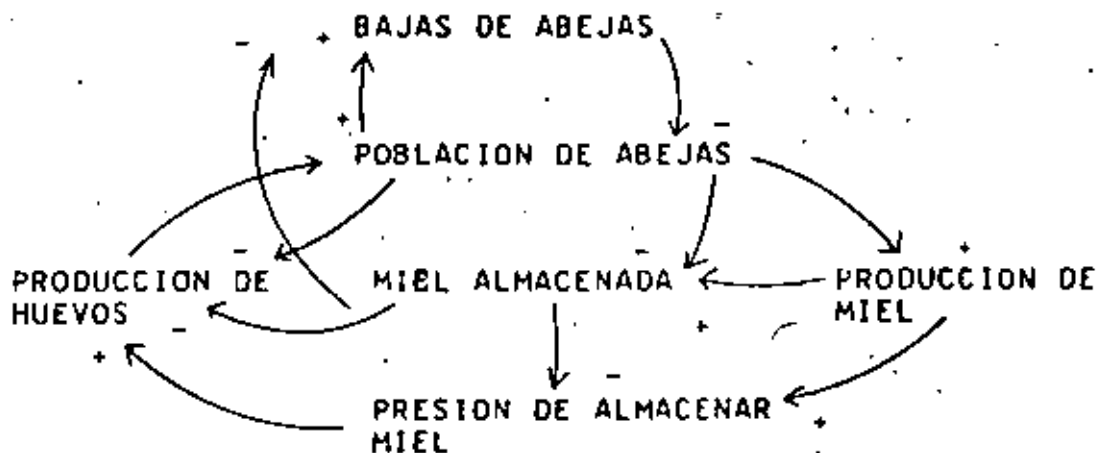 - + BAJAS DE ABEJAS
+ -
POBLACION DE ABEJAS
- - +
PRODUCCION DE MIEL ALMACENADA PRODUCCION DE
HUEVOS MIEL
+ - +
-
PRESION DE ALMACENAR
MIEL +